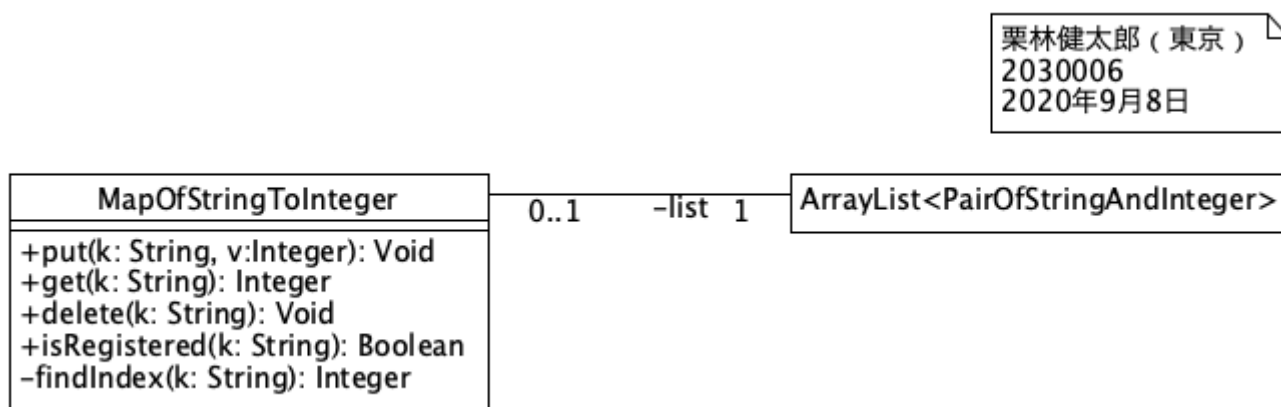 栗林健太郎（東京）
2030006
2020年9月8日
MapOfStringToInteger
0..1
-list
1
ArrayList<PairOfStringAndInteger>
+put(k: String, v:Integer): Void
+get(k: String): Integer
+delete(k: String): Void
+isRegistered(k: String): Boolean
-findIndex(k: String): Integer